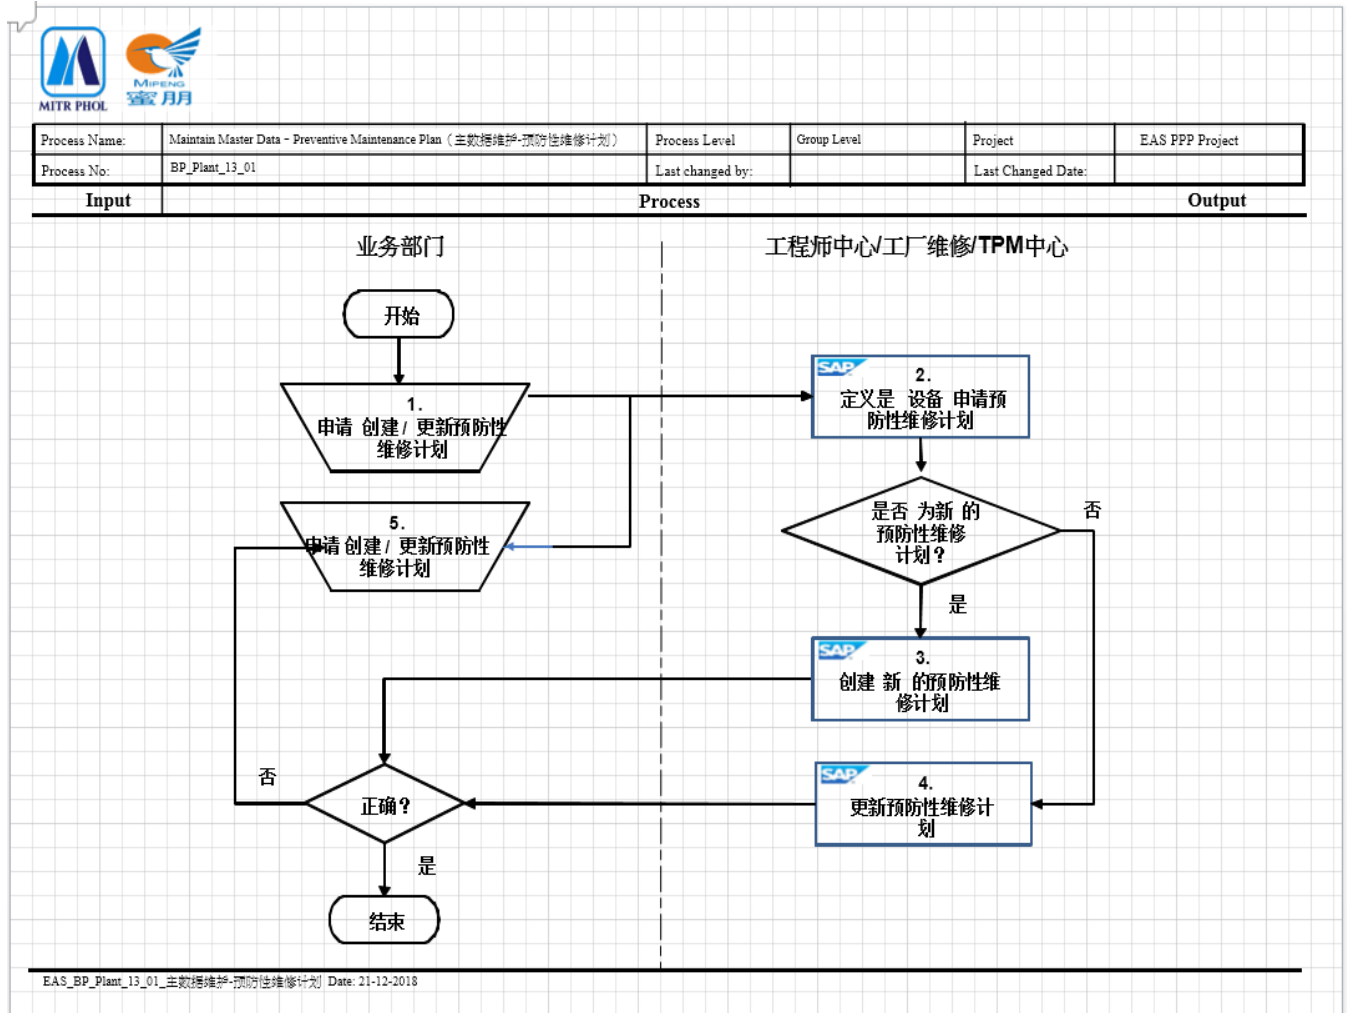 MITR PHOL
MIPENG
蜜朋
Process Name: Maintain Master Data - Preventive Maintenance Plan（主数据维护-预防性维修计划） Process Level Group Level Project EAS PPP Project
Process No: BP_Plant_13_01 Last changed by: Last Changed Date:
Input Process Output
业务部门 工程师中心/工厂维修/TPM中心
开始
1.
申请 创建 / 更新预防性
维修计划
SAP
2.
定义是 设备 申请预
防性维修计划
5.
申请 创建 / 更新预防性
维修计划
是否 为新 的
预防性维修
计划？
否
是
SAP
3.
创建 新 的预防性维
修计划
否
正确？
SAP
4.
更新预防性维修计
划
是
结束
EAS_BP_Plant_13_01_主数据维护-预防性维修计划 Date: 21-12-2018